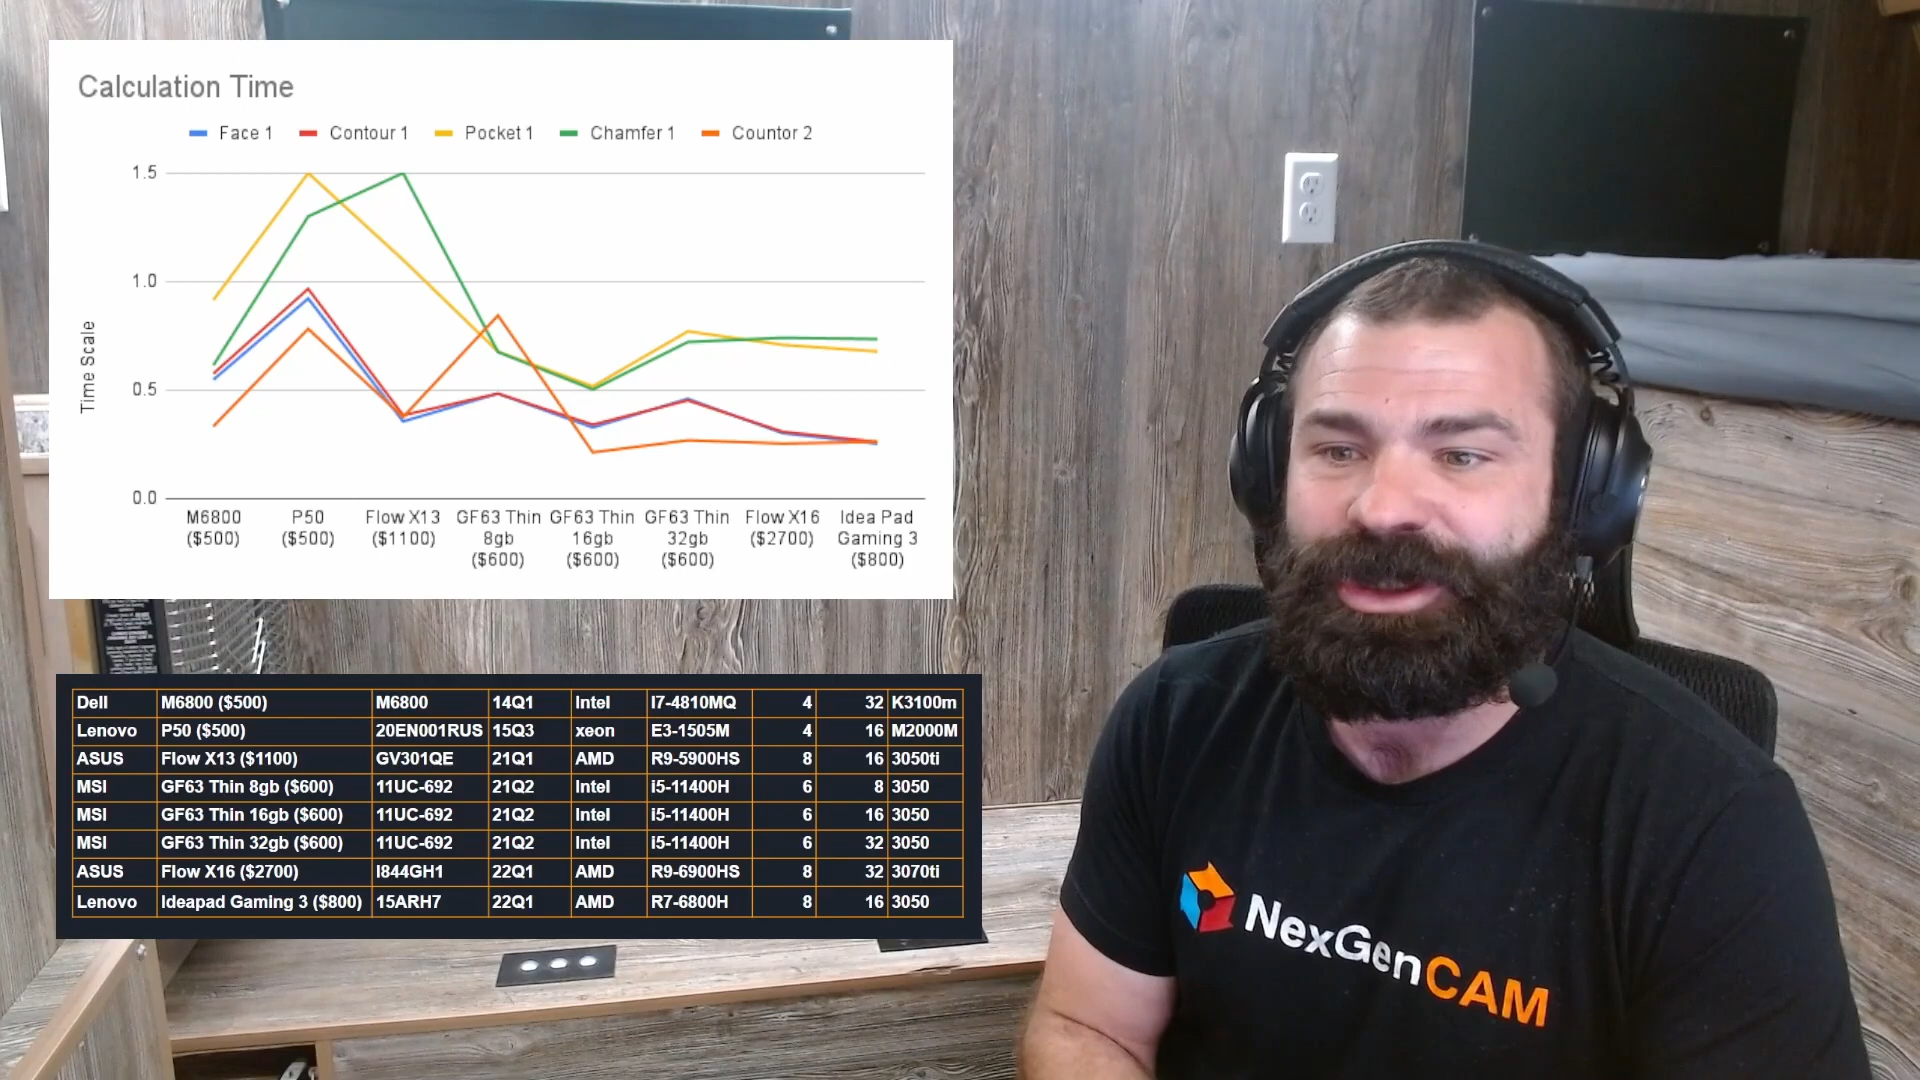 Calculation Time
Face 1 Contour 1 Pocket 1 Chamfer 1 Countor 2
1.5
1.0
0.5
0.0
Time Scale
M6800 ($500)
P50 ($500)
Flow X13 ($1100)
GF63 Thin 8gb ($600)
GF63 Thin 16gb ($600)
GF63 Thin 32gb ($600)
Flow X16 ($2700)
Idea Pad Gaming 3 ($800)
Dell M6800 ($500) M6800 14Q1 Intel I7-4810MQ 4 32 K3100m
Lenovo P50 ($500) 20EN001RUS 15Q3 xeon E3-1505M 4 16 M2000M
ASUS Flow X13 ($1100) GV301QE 21Q1 AMD R9-5900HS 8 16 3050ti
MSI GF63 Thin 8gb ($600) 11UC-692 21Q2 Intel i5-11400H 6 8 3050
MSI GF63 Thin 16gb ($600) 11UC-692 21Q2 Intel i5-11400H 6 16 3050
MSI GF63 Thin 32gb ($600) 11UC-692 21Q2 Intel i5-11400H 6 32 3050
ASUS Flow X16 ($2700) I844GH1 22Q1 AMD R9-6900HS 8 32 3070ti
Lenovo Ideapad Gaming 3 ($800) 15ARH7 22Q1 AMD R7-6800H 8 16 3050
NexGenCAM